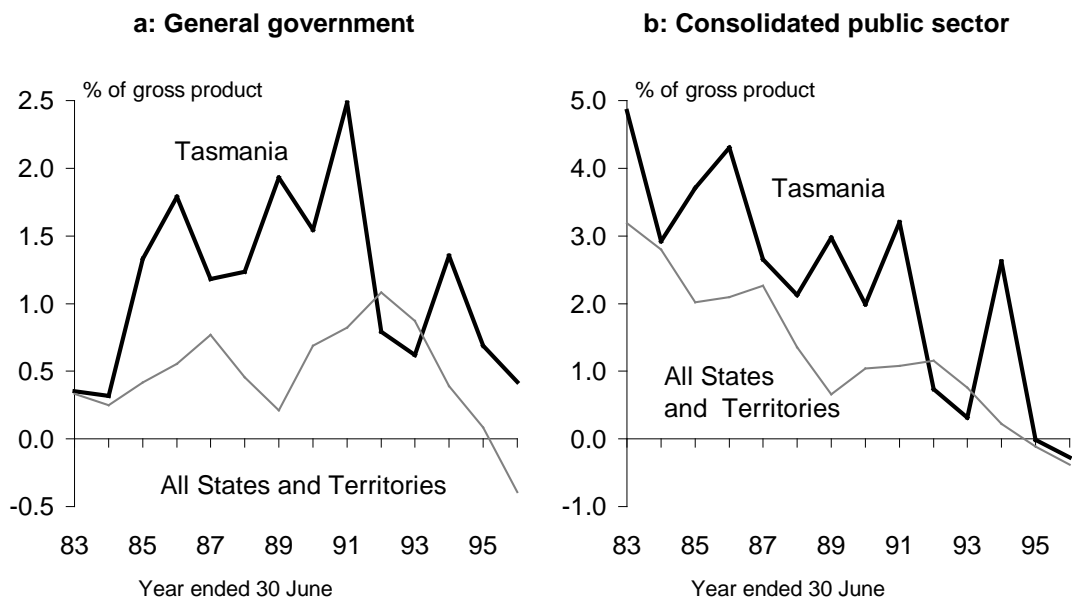 a: General government
% of gross product
2.5
2.0
1.5
1.0
0.5
0.0
-0.5
Tasmania
All States and Territories
83 85 87 89 91 93 95
Year ended 30 June
b: Consolidated public sector
% of gross product
5.0
4.0
3.0
2.0
1.0
0.0
-1.0
Tasmania
All States
and Territories
83 85 87 89 91 93 95
Year ended 30 June